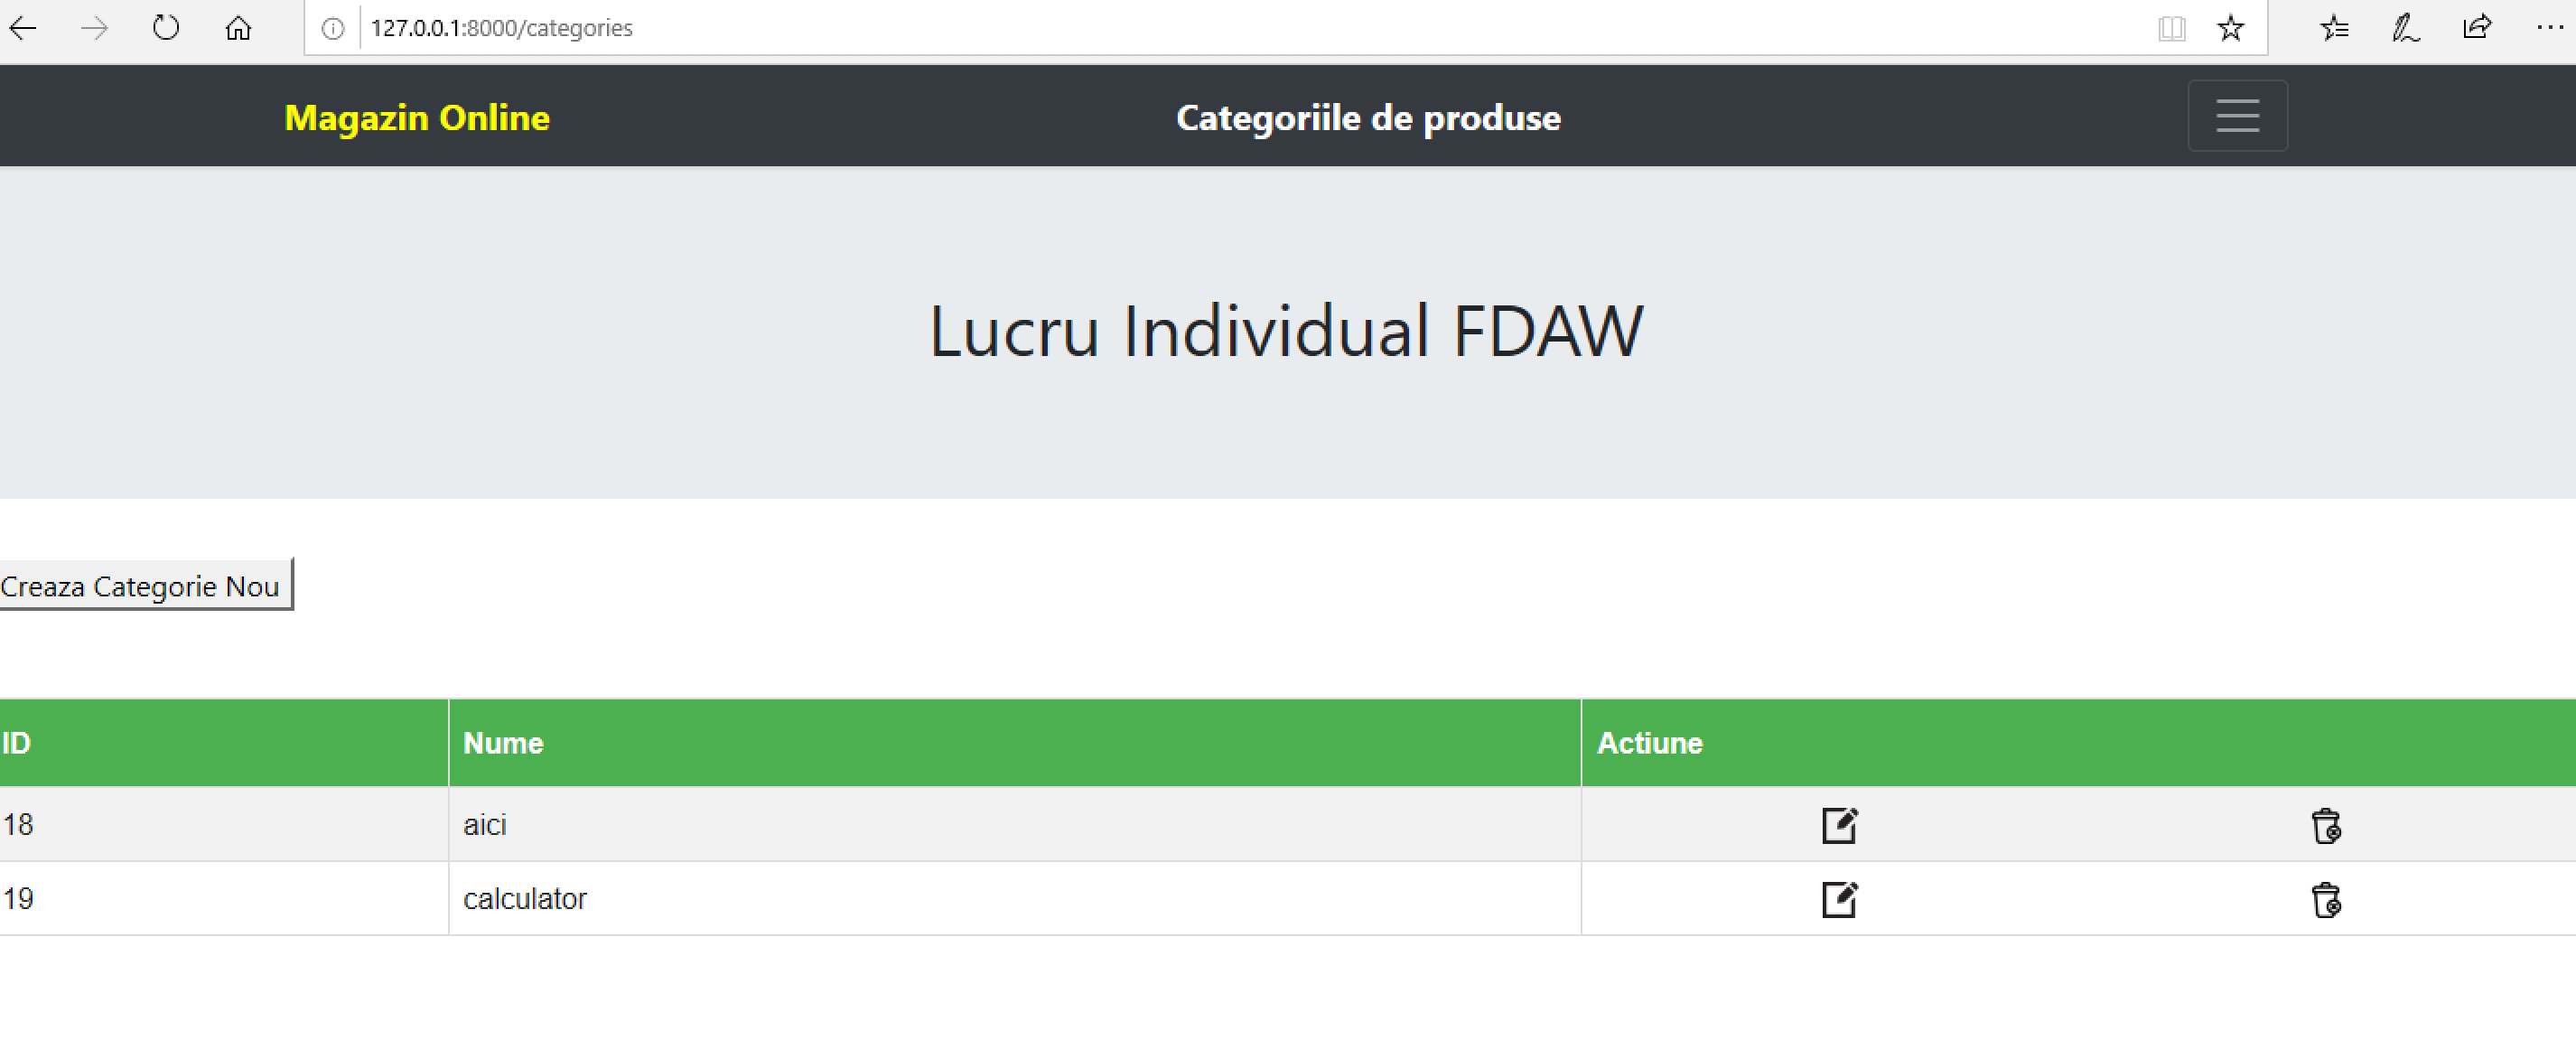 127.0.0.1:8000/categories
Magazin Online Categoriile de produse
Lucru Individual FDAW
Creaza Categorie Nou
ID Nume Actiune
18 aici
19 calculator